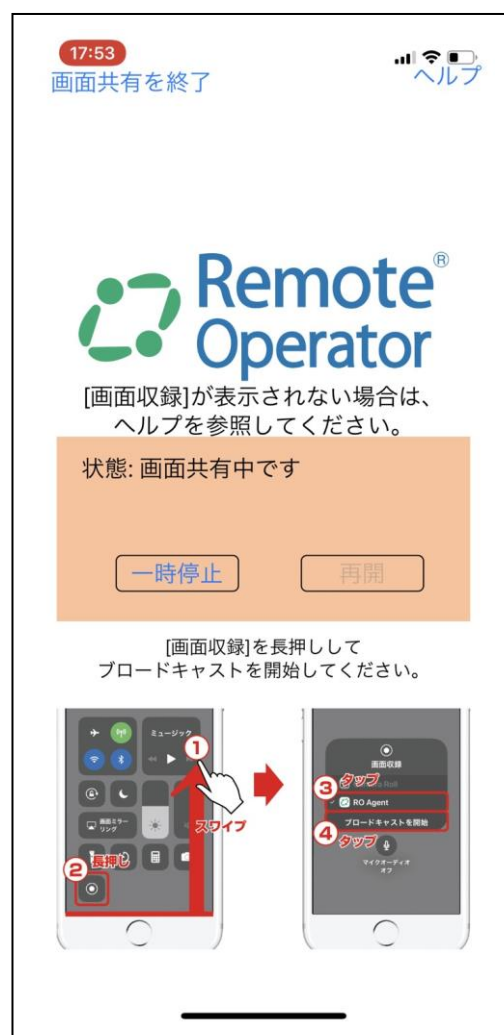 17:53
画面共有を終了
ヘルプ
Remote®
Operator
[画面収録]が表示されない場合は、
ヘルプを参照してください。
状態: 画面共有中です
一時停止
再開
[画面収録]を長押しして
ブロードキャストを開始してください。
ミュージック
①
画面ミラー
リング
スワイプ
② 長押し
画面収録
③ タップ
RO Agent
ブロードキャストを開始
④ タップ
マイクオーディオ
オフ